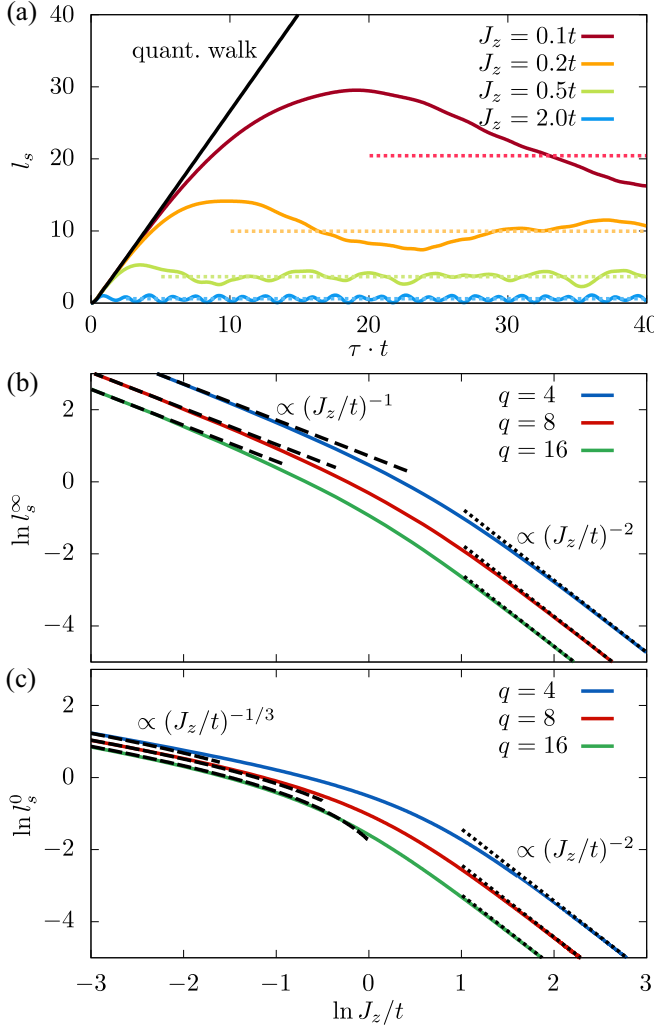 (a)
40
30
20
10
0
l_s
quant. walk
J_z = 0.1t
J_z = 0.2t
J_z = 0.5t
J_z = 2.0t
0 10 20 30 40
τ · t
(b)
2
0
−2
−4
ln l_s^∞
∝ (J_z/t)^{−1}
q = 4
q = 8
q = 16
∝ (J_z/t)^{−2}
(c)
2
0
−2
−4
ln l_s^0
∝ (J_z/t)^{−1/3}
q = 4
q = 8
q = 16
∝ (J_z/t)^{−2}
−3 −2 −1 0 1 2 3
ln J_z/t